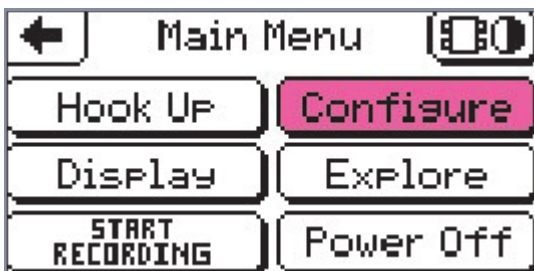 Main Menu
Hook Up
Configure
Display
Explore
START
RECORDING
Power Off